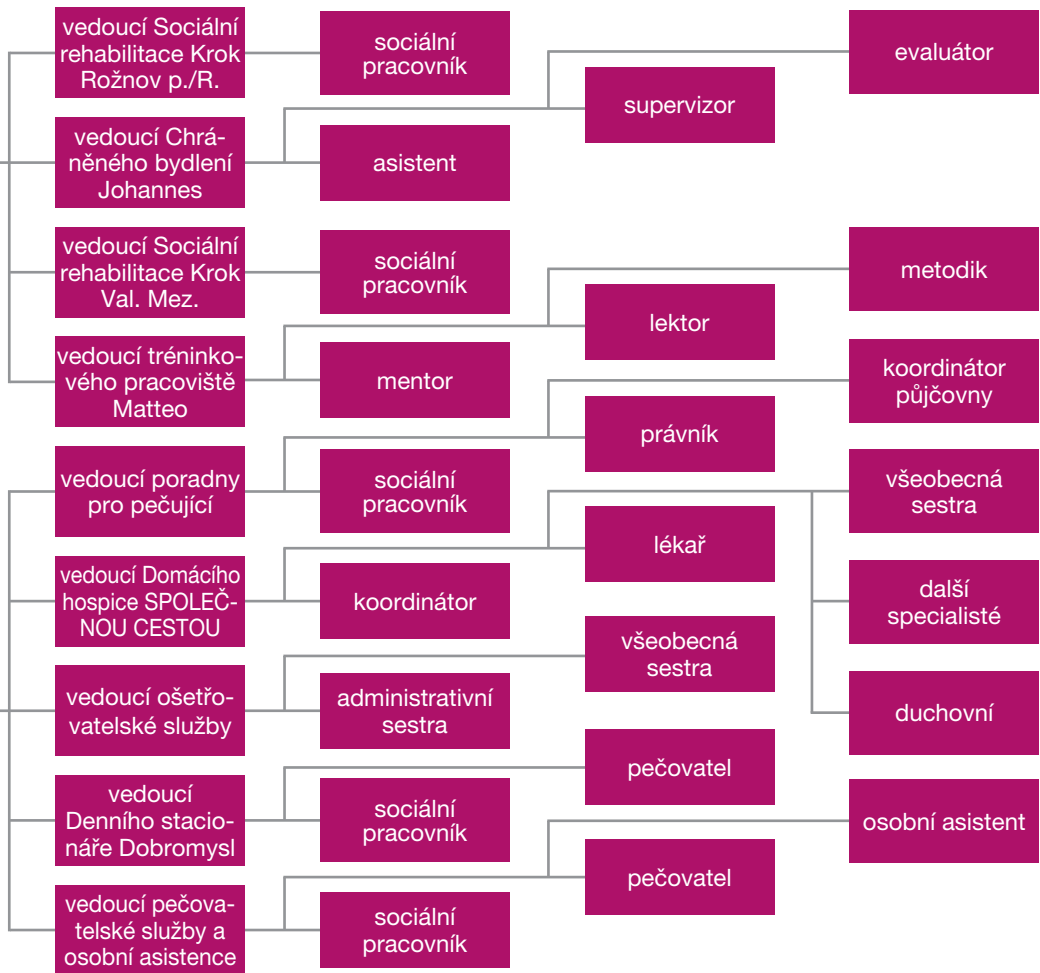 vedoucí Sociální
rehabilitace Krok
Rožnov p./R.
sociální
pracovník
vedoucí Chrá-
něného bydlení
Johannes
asistent
supervizor
evaluátor
vedoucí Sociální
rehabilitace Krok
Val. Mez.
sociální
pracovník
vedoucí tréninko-
vého pracoviště
Matteo
mentor
lektor
metodik
vedoucí poradny
pro pečující
sociální
pracovník
právník
koordinátor
půjčovny
vedoucí Domácího
hospice SPOLEČ-
NOU CESTOU
koordinátor
lékař
všeobecná
sestra
další
specialisté
duchovní
vedoucí ošetřo-
vatelské služby
administrativní
sestra
všeobecná
sestra
vedoucí
Denního stacio-
náře Dobromysl
sociální
pracovník
pečovatel
vedoucí pečova-
telské služby a
osobní asistence
sociální
pracovník
pečovatel
osobní asistent